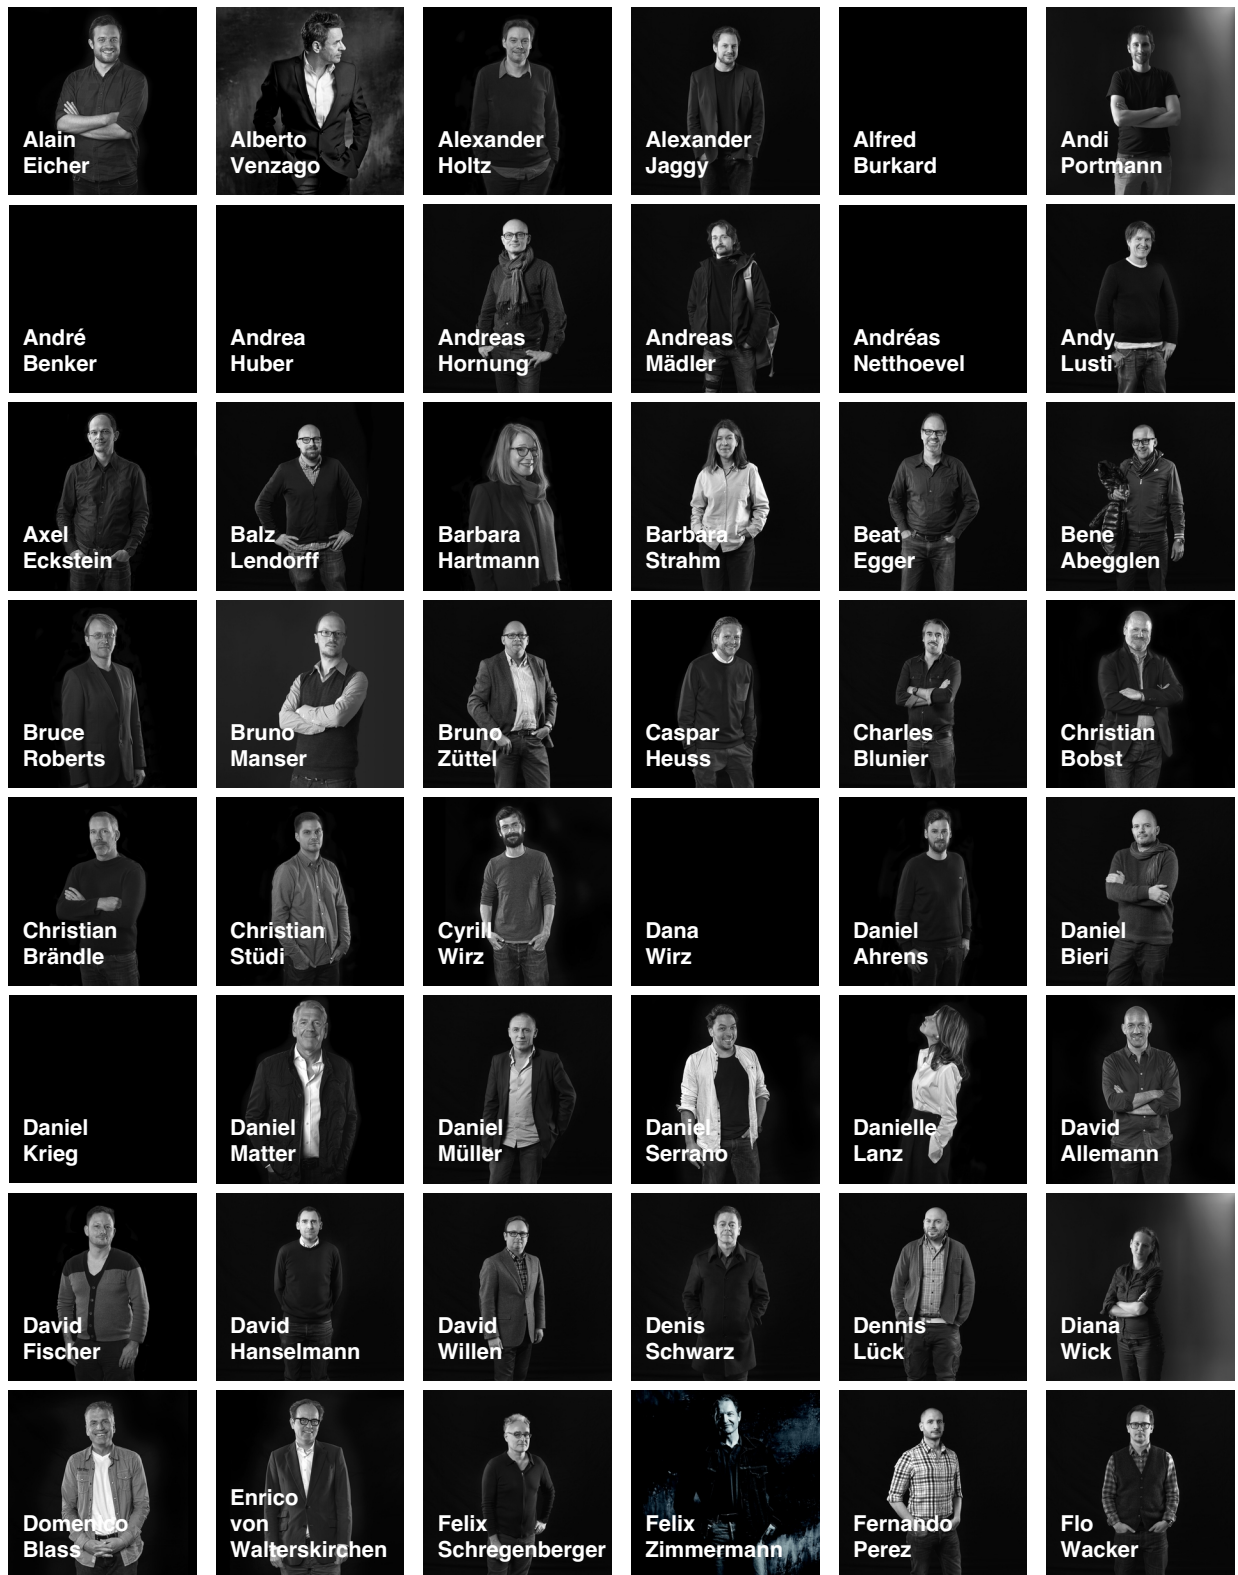 Alain
Eicher
Alberto
Venzago
Alexander
Holtz
Alexander
Jaggy
Alfred
Burkard
Andi
Portmann
André
Benker
Andrea
Huber
Andreas
Hornung
Andreas
Mädler
Andréas
Netthoevel
Andy
Lusti
Axel
Eckstein
Balz
Lendorff
Barbara
Hartmann
Barbara
Strahm
Beat
Egger
Bene
Abegglen
Bruce
Roberts
Bruno
Manser
Bruno
Züttel
Caspar
Heuss
Charles
Blunier
Christian
Bobst
Christian
Brändle
Christian
Stüdi
Cyrill
Wirz
Dana
Wirz
Daniel
Ahrens
Daniel
Bieri
Daniel
Krieg
Daniel
Matter
Daniel
Müller
Daniel
Serrano
Danielle
Lanz
David
Allemann
David
Fischer
David
Hanselmann
David
Willen
Denis
Schwarz
Dennis
Lück
Diana
Wick
Domenico
Blass
Enrico
von
Walterskirchen
Felix
Schregenberger
Felix
Zimmermann
Fernando
Perez
Flo
Wacker